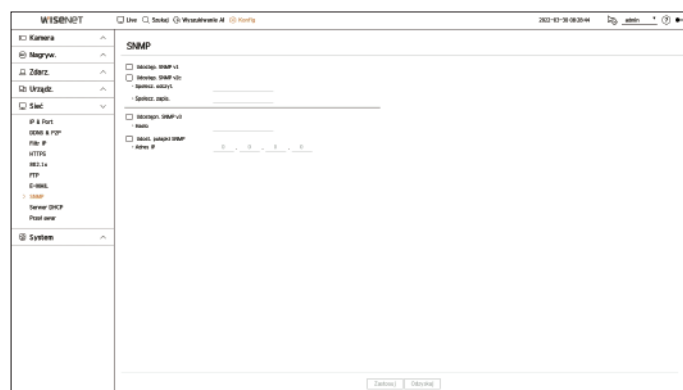 WISENET
Live Szukaj Wyszukiwanie AI Konfig
2022-03-30 08:28:44 admin
Kamera
Nagryw.
Zdarz.
Urządz.
Sieć
IP & Port
DDNS & P2P
Filtr IP
HTTPS
802.1x
FTP
E-MAIL
> SNMP
Serwer DHCP
System
SNMP
Udostęp. SNMP v1
Udostęp. SNMP v2c
- Społecz. odczyt.
- Społecz. zapis.
Udostępn. SNMP v3
- Hasło
Udost. pułapki SNMP
- Adres IP 0 . 0 . 0 . 0
Zastosuj